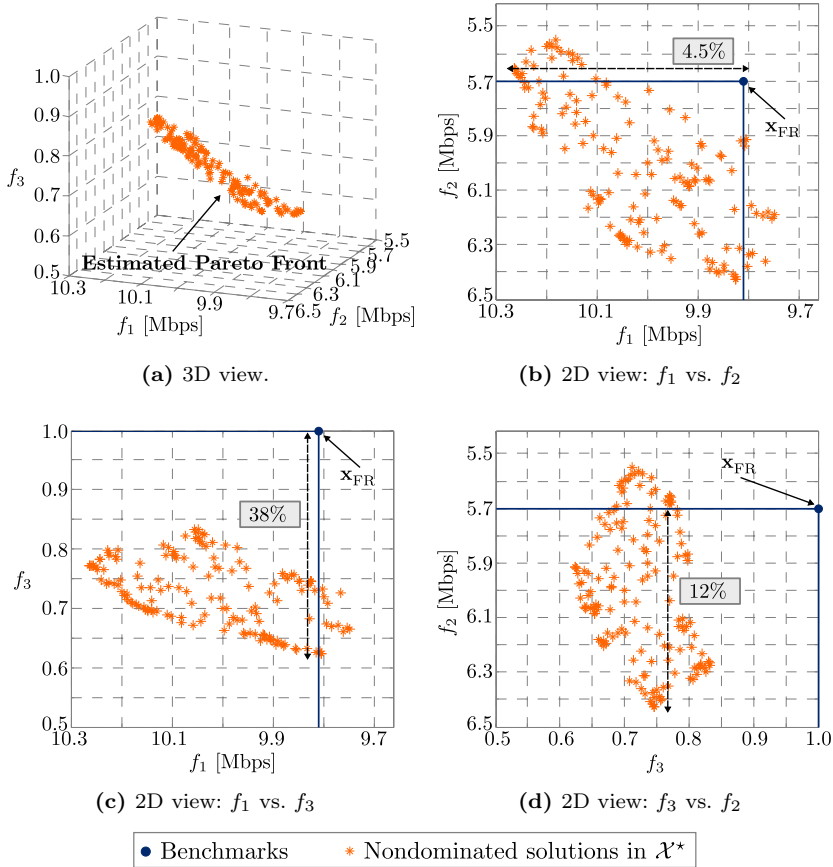 1.0
0.9
0.8
0.7
0.6
0.5
f3
10.3
10.1
9.9
9.7
f1 [Mbps]
6.5
6.3
6.1
5.9
5.7
5.5
f2 [Mbps]
Estimated Pareto Front
(a) 3D view.
5.5
5.7
5.9
6.1
6.3
6.5
f2 [Mbps]
4.5%
xFR
10.3
10.1
9.9
9.7
f1 [Mbps]
(b) 2D view: f1 vs. f2
1.0
0.9
0.8
0.7
0.6
0.5
f3
38%
xFR
10.3
10.1
9.9
9.7
f1 [Mbps]
(c) 2D view: f1 vs. f3
5.5
5.7
5.9
6.1
6.3
6.5
f2 [Mbps]
xFR
12%
0.5
0.6
0.7
0.8
0.9
1.0
f3
(d) 2D view: f3 vs. f2
Benchmarks
Nondominated solutions in 𝒳⋆